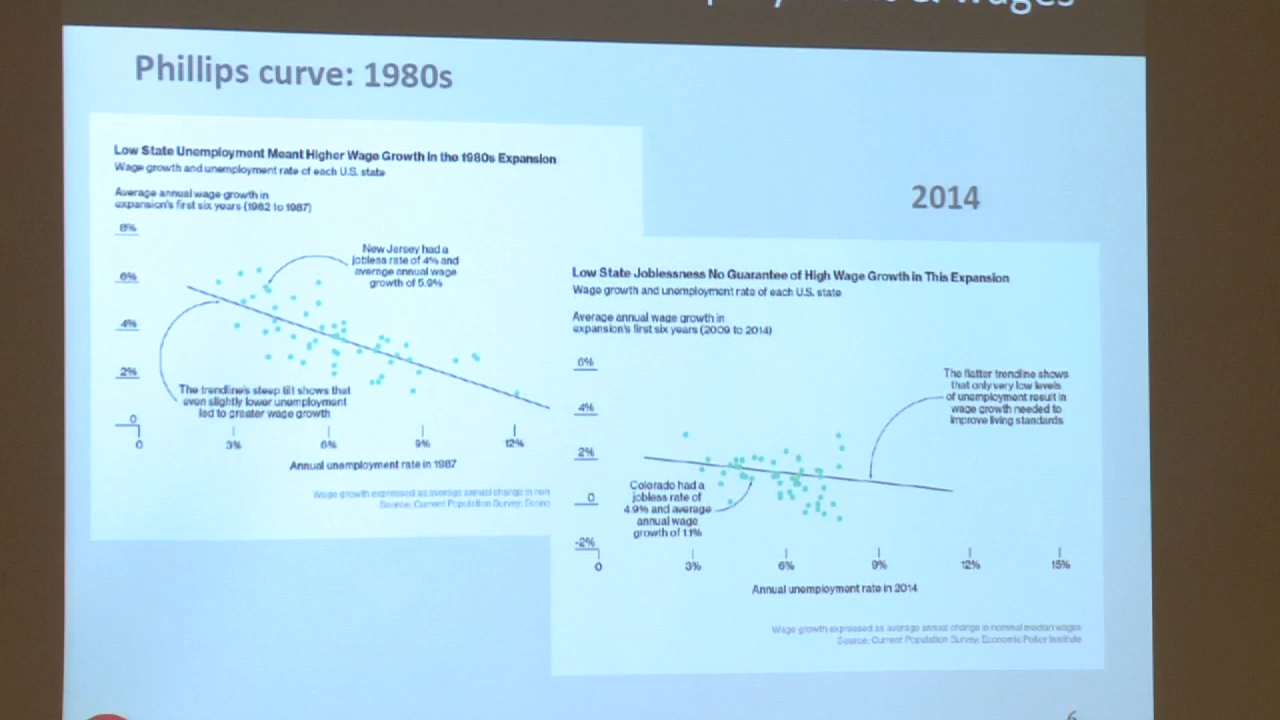 & wages
Phillips curve: 1980s
Low State Unemployment Meant Higher Wage Growth in the 1980s Expansion
Wage growth and unemployment rate of each U.S. state
Average annual wage growth in
expansion's first six years (1982 to 1987)
8%
6%
4%
2%
0
New Jersey had a
jobless rate of 4% and
average annual wage
growth of 5.9%
The trendline's steep tilt shows that
even slightly lower unemployment
led to greater wage growth
0
3%
6%
9%
12%
Annual unemployment rate in 1987
Wage growth expressed as average annual change in
Source: Current Population Survey;
2014
Low State Joblessness No Guarantee of High Wage Growth in This Expansion
Wage growth and unemployment rate of each U.S. state
Average annual wage growth in
expansion's first six years (2009 to 2014)
6%
4%
2%
0
-2%
The flatter trendline shows
that only very low levels
of unemployment result in
wage growth needed to
improve living standards
Colorado had a
jobless rate of
4.9% and average
annual wage
growth of 1.1%
0
3%
6%
9%
12%
15%
Annual unemployment rate in 2014
Wage growth expressed as average annual change in nominal median wages
Source: Current Population Survey; Economic Policy Institute